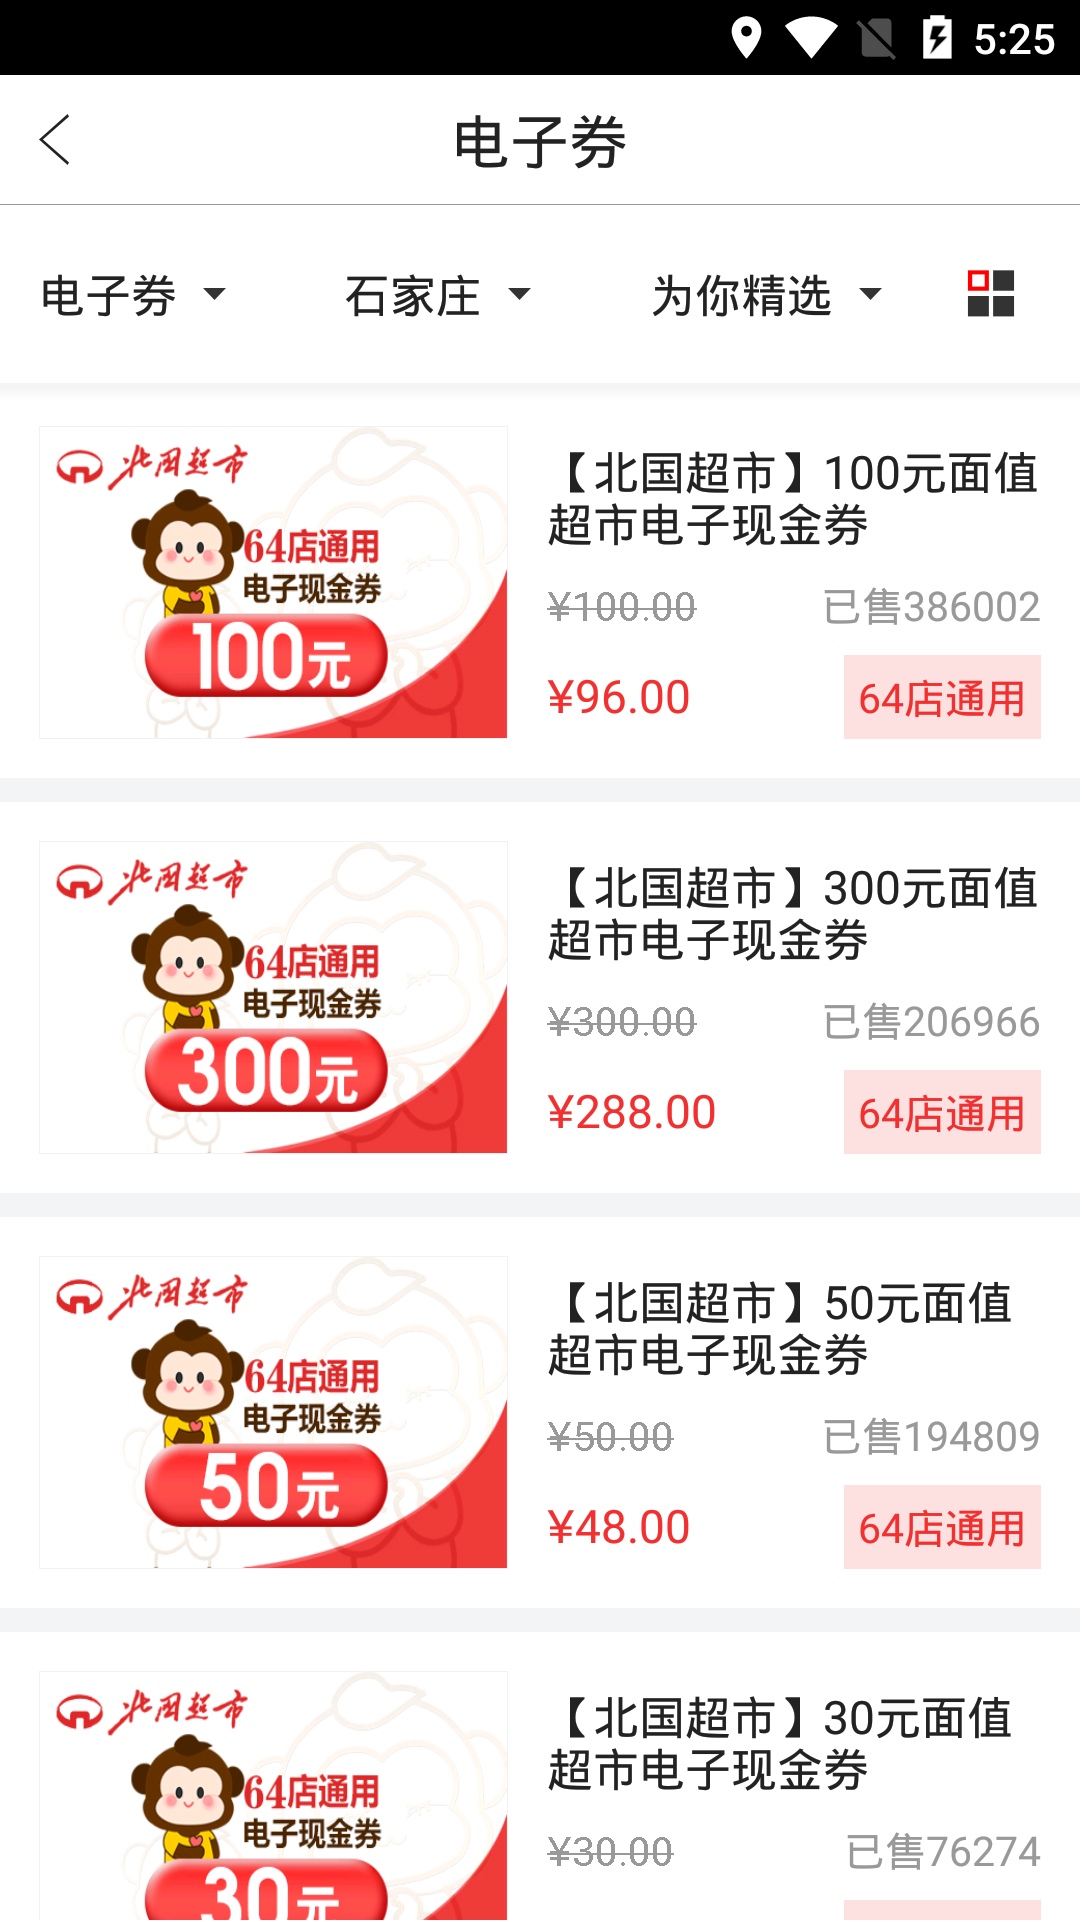 5:25
电子券
电子券
石家庄
为你精选
北国超市
64店通用
电子现金券
100元
【北国超市】100元面值
超市电子现金券
¥100.00
已售386002
¥96.00
64店通用
北国超市
64店通用
电子现金券
300元
【北国超市】300元面值
超市电子现金券
¥300.00
已售206966
¥288.00
64店通用
北国超市
64店通用
电子现金券
50元
【北国超市】50元面值
超市电子现金券
¥50.00
已售194809
¥48.00
64店通用
北国超市
64店通用
电子现金券
30元
【北国超市】30元面值
超市电子现金券
¥30.00
已售76274